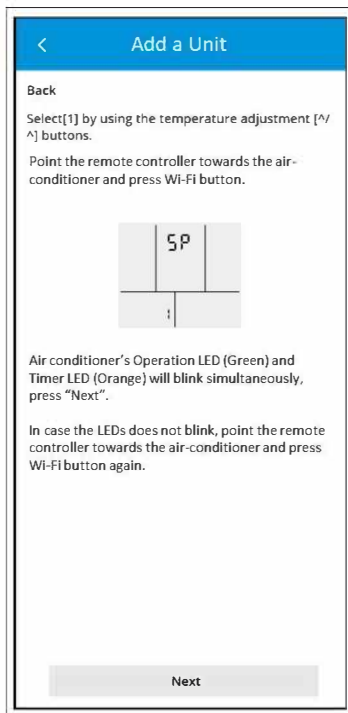 Add a Unit
Back
Select[1] by using the temperature adjustment [^/
^] buttons.
Point the remote controller towards the air-
conditioner and press Wi-Fi button.
SP
1
Air conditioner's Operation LED (Green) and
Timer LED (Orange) will blink simultaneously,
press “Next”.
In case the LEDs does not blink, point the remote
controller towards the air-conditioner and press
Wi-Fi button again.
Next